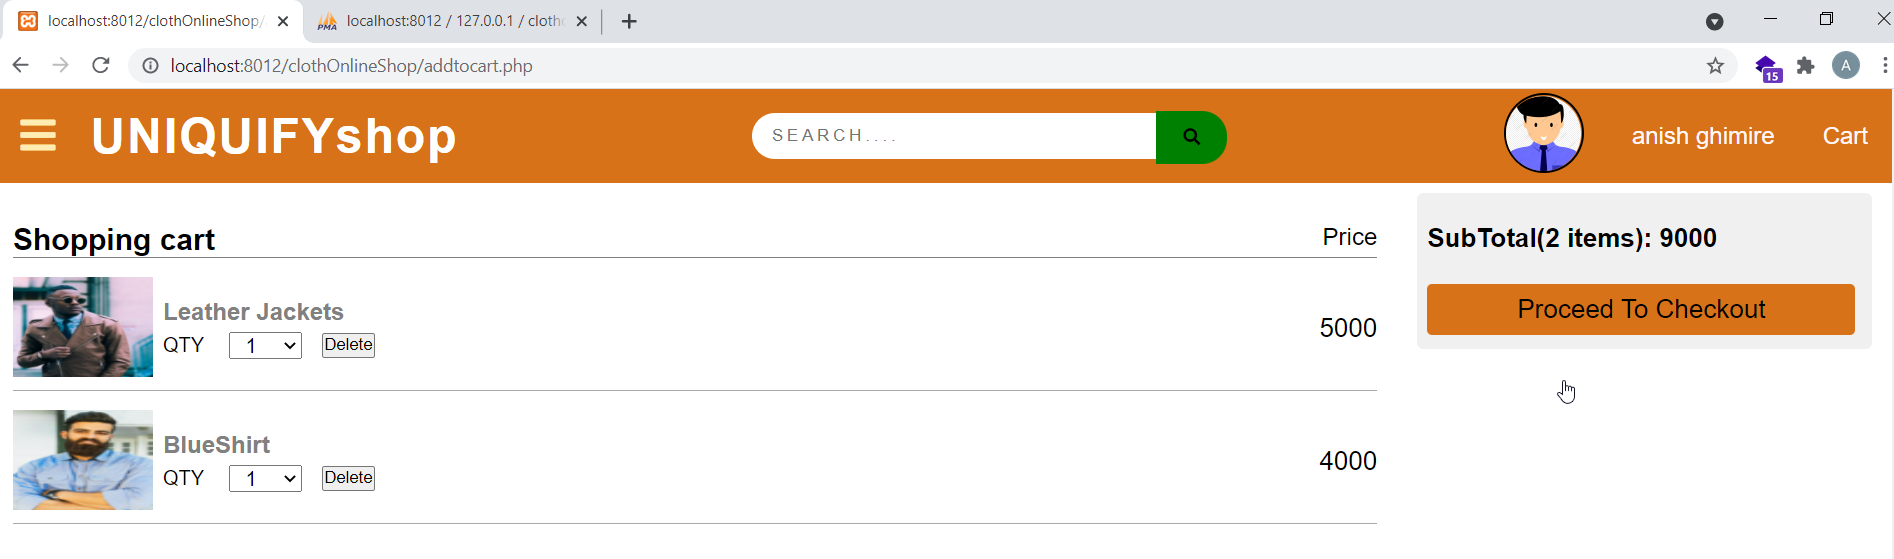 localhost:8012/clothOnlineShop/
localhost:8012 / 127.0.0.1 / cloth
PMA
localhost:8012/clothOnlineShop/addtocart.php
15
A
UNIQUIFYshop
SEARCH....
anish ghimire
Cart
Shopping cart
Price
SubTotal(2 items): 9000
Proceed To Checkout
Leather Jackets
QTY 1 Delete
5000
BlueShirt
QTY 1 Delete
4000